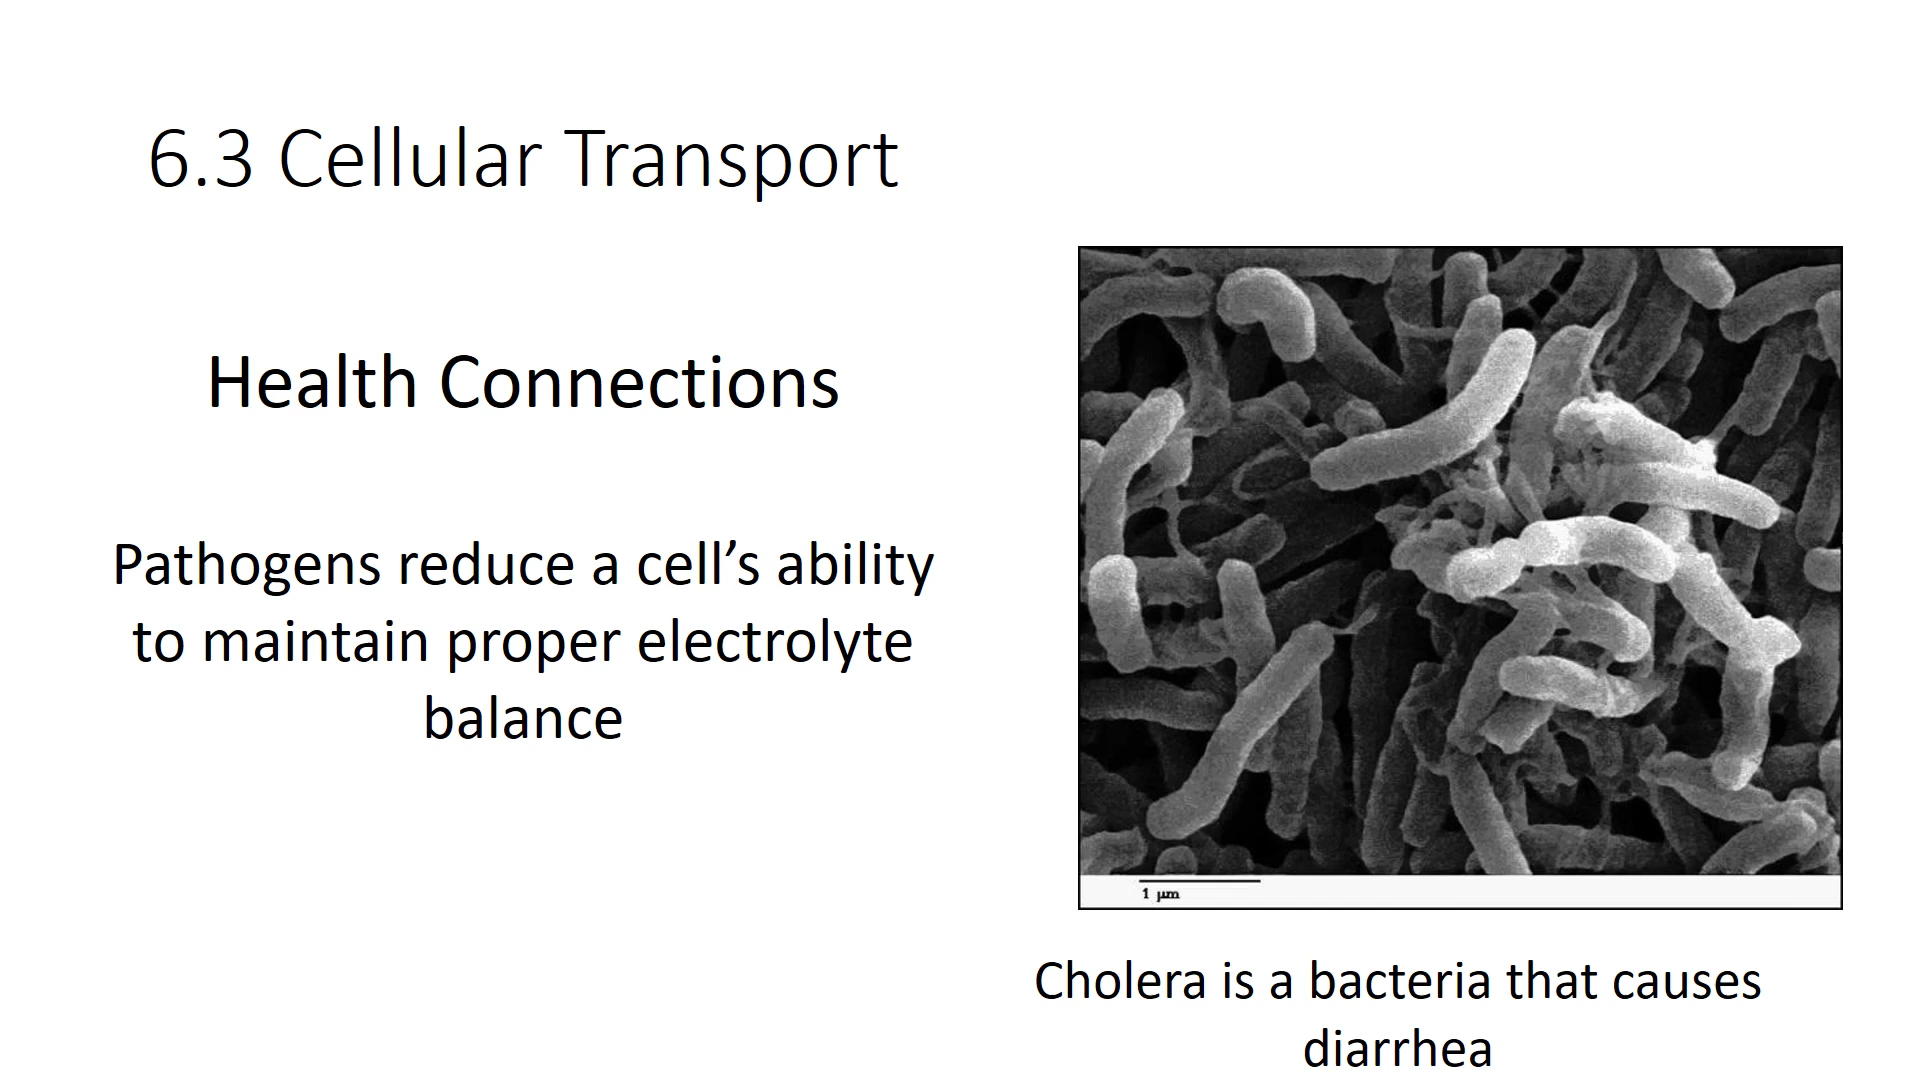 6.3 Cellular Transport
Health Connections
Pathogens reduce a cell’s ability
to maintain proper electrolyte
balance
1 µm
Cholera is a bacteria that causes
diarrhea